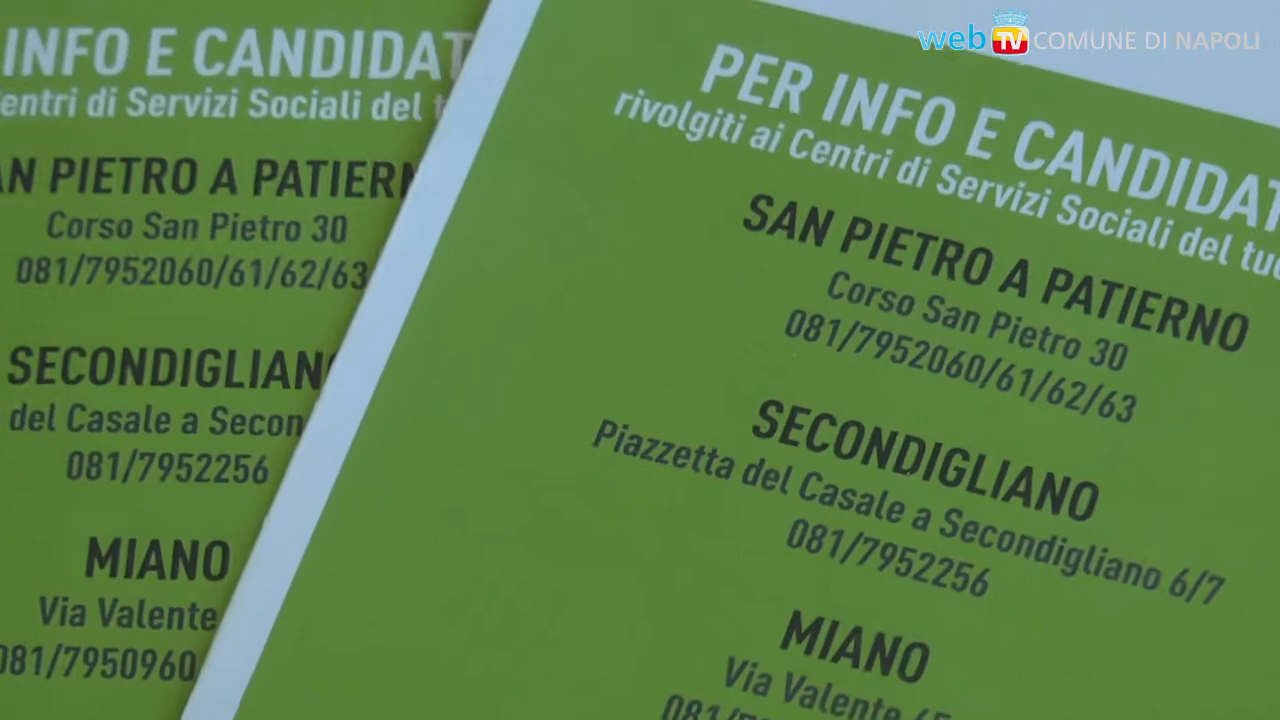 web TV COMUNE DI NAPOLI
INFO E CANDIDAT
entri di Servizi Sociali del
AN PIETRO A PATIERN
Corso San Pietro 30
081/7952060/61/62/63
SECONDIGLIAN
del Casale a Secon
081/7952256
MIANO
Via Valente
081/7950960
PER INFO E CANDIDAT
rivolgiti ai Centri di Servizi Sociali del tuo
SAN PIETRO A PATIERNO
Corso San Pietro 30
081/7952060/61/62/63
SECONDIGLIANO
Piazzetta del Casale a Secondigliano 6/7
081/7952256
MIANO
Via Valente